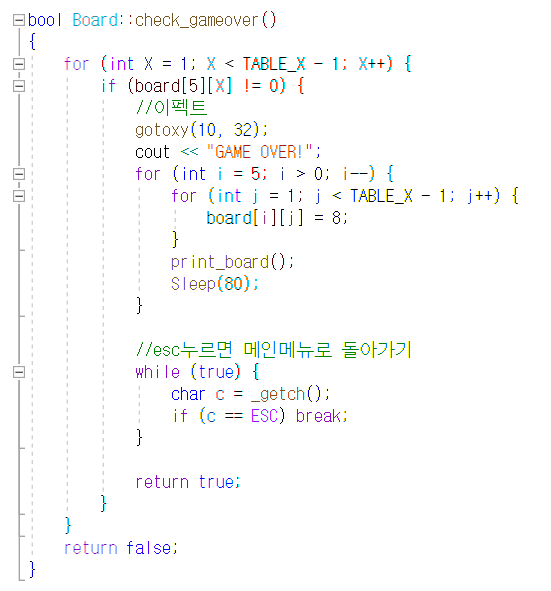 bool Board::check_gameover()
{
    for (int X = 1; X < TABLE_X - 1; X++) {
        if (board[5][X] != 0) {
            //이펙트
            gotoxy(10, 32);
            cout << "GAME OVER!";
            for (int i = 5; i > 0; i--) {
                for (int j = 1; j < TABLE_X - 1; j++) {
                    board[i][j] = 8;
                }
                print_board();
                Sleep(80);
            }

            //esc누르면 메인메뉴로 돌아가기
            while (true) {
                char c = _getch();
                if (c == ESC) break;
            }

            return true;
        }
    }
    return false;
}